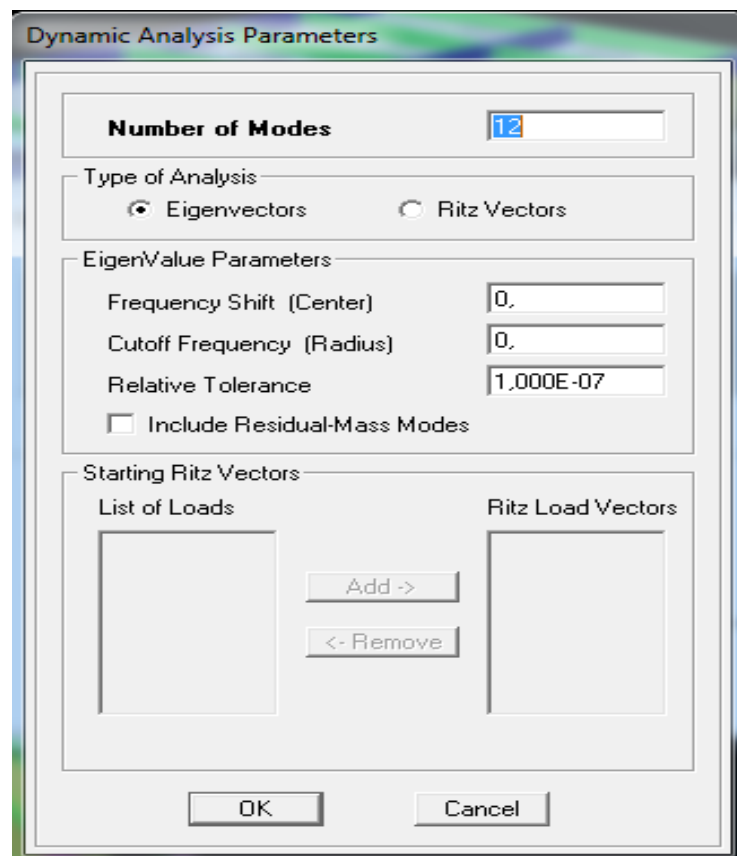 Dynamic Analysis Parameters
Number of Modes 12
Type of Analysis
Eigenvectors Ritz Vectors
EigenValue Parameters
Frequency Shift (Center) 0,
Cutoff Frequency (Radius) 0,
Relative Tolerance 1,000E-07
Include Residual-Mass Modes
Starting Ritz Vectors
List of Loads Ritz Load Vectors
Add ->
<- Remove
OK Cancel